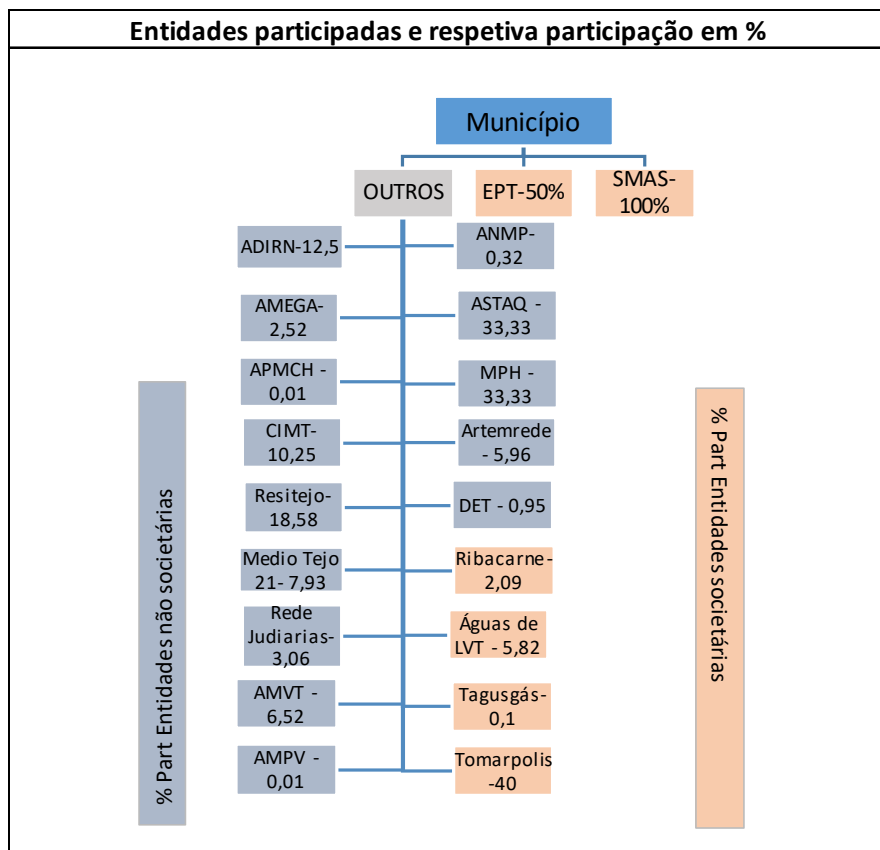 Entidades participadas e respetiva participação em %
Município
OUTROS
EPT-50%
SMAS-
100%
ADIRN-12,5
ANMP-
0,32
AMEGA-
2,52
ASTAQ -
33,33
APMCH -
0,01
MPH -
33,33
CIMT-
10,25
Artemrede
- 5,96
Resitejo-
18,58
DET - 0,95
Medio Tejo
21- 7,93
Ribacarne-
2,09
Rede
Judiarias-
3,06
Águas de
LVT - 5,82
AMVT -
6,52
Tagusgás-
0,1
AMPV -
0,01
Tomarpolis
-40
% Part Entidades não societárias
% Part Entidades societárias